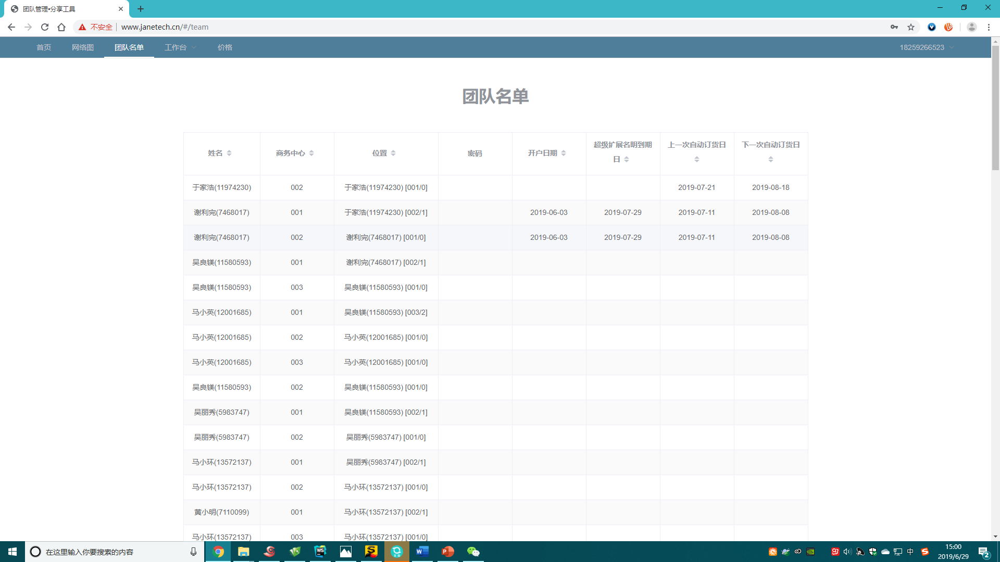 团队管理•分享工具
不安全 www.janetech.cn/#/team
首页 网络图 团队名单 工作台 价格 18259266523
团队名单
姓名 商务中心 位置 密码 开户日期 超级扩展名明到期日 上一次自动订货日 下一次自动订货日
于家浩(11974230) 002 于家浩(11974230) [001/0] 2019-07-21 2019-08-18
谢利完(7468017) 001 于家浩(11974230) [002/1] 2019-06-03 2019-07-29 2019-07-11 2019-08-08
谢利完(7468017) 002 谢利完(7468017) [001/0] 2019-06-03 2019-07-29 2019-07-11 2019-08-08
吴良镁(11580593) 001 谢利完(7468017) [002/1]
吴良镁(11580593) 003 吴良镁(11580593) [001/0]
马小英(12001685) 001 吴良镁(11580593) [003/2]
马小英(12001685) 002 马小英(12001685) [001/0]
马小英(12001685) 003 马小英(12001685) [001/0]
吴良镁(11580593) 002 吴良镁(11580593) [001/0]
吴丽秀(5983747) 001 吴良镁(11580593) [002/1]
吴丽秀(5983747) 002 吴丽秀(5983747) [001/0]
马小环(13572137) 001 吴丽秀(5983747) [002/1]
马小环(13572137) 002 马小环(13572137) [001/0]
黄小明(7110099) 001 马小环(13572137) [002/1]
马小环(13572137) 003 马小环(13572137) [001/0]
在这里输入你要搜索的内容
中
15:00
2019/6/29
2